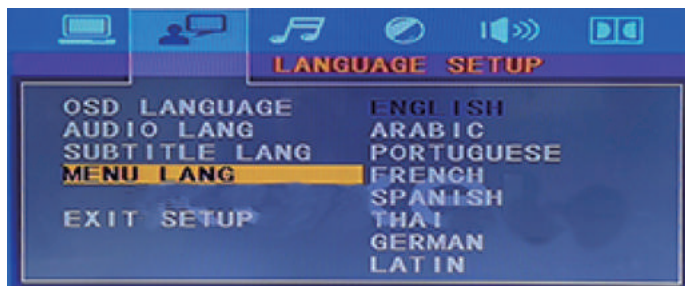 LANGUAGE SETUP
OSD LANGUAGE ENGLISH
AUDIO LANG ARABIC
SUBTITLE LANG PORTUGUESE
MENU LANG FRENCH
SPANISH
EXIT SETUP THAI
GERMAN
LATIN